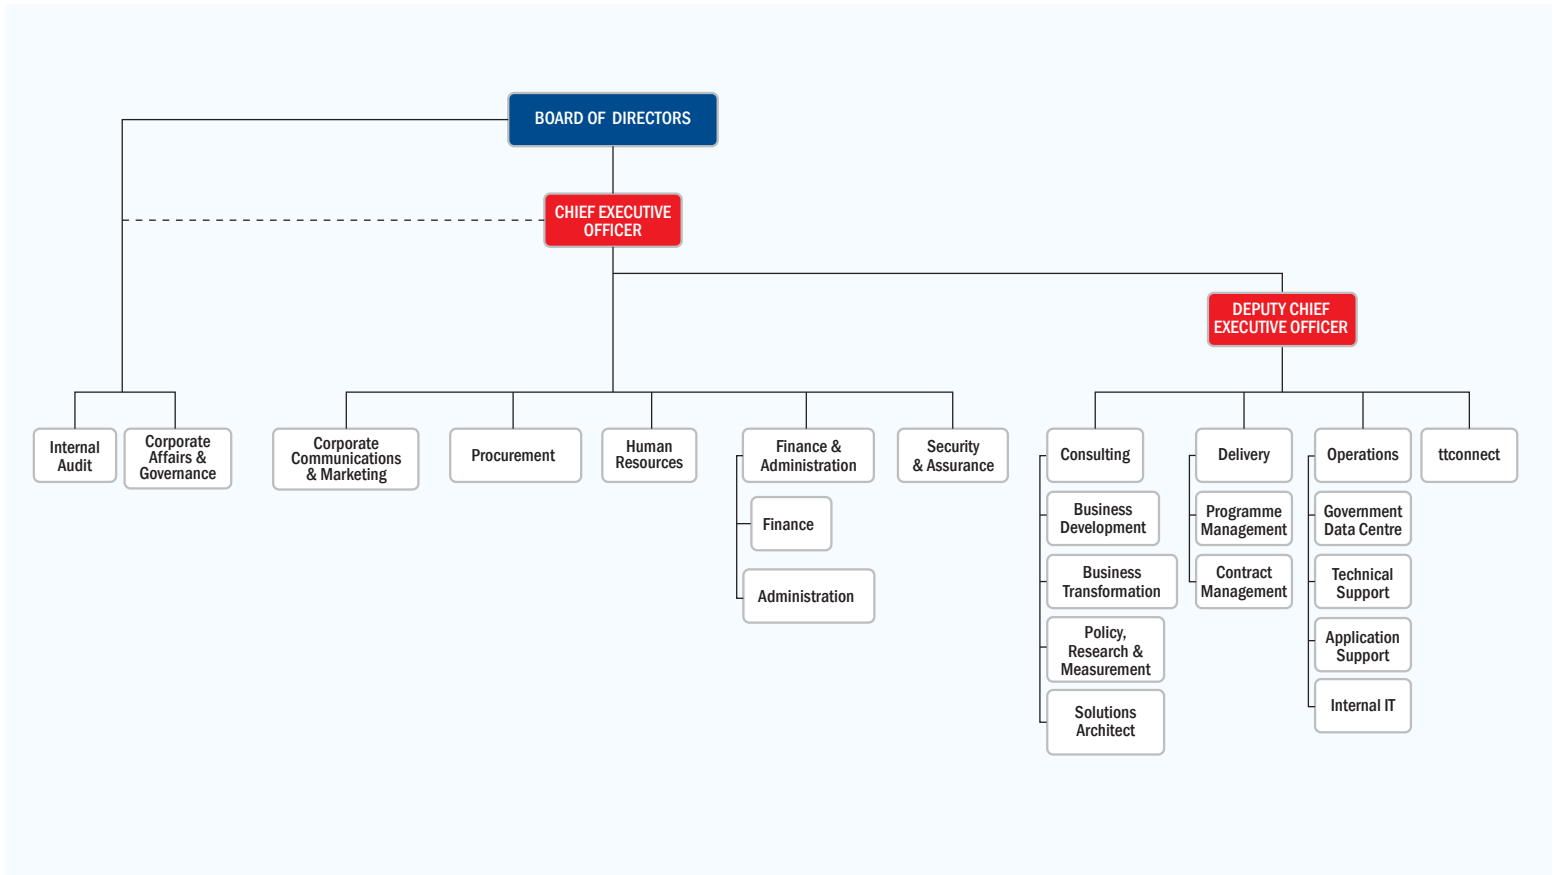 BOARD OF DIRECTORS
CHIEF EXECUTIVE
OFFICER
DEPUTY CHIEF
EXECUTIVE OFFICER
Internal
Audit
Corporate
Affairs &
Governance
Corporate
Communications
& Marketing
Procurement
Human
Resources
Finance &
Administration
Security
& Assurance
Consulting
Delivery
Operations
ttconnect
Finance
Administration
Business
Development
Business
Transformation
Policy,
Research &
Measurement
Solutions
Architect
Programme
Management
Contract
Management
Government
Data Centre
Technical
Support
Application
Support
Internal IT